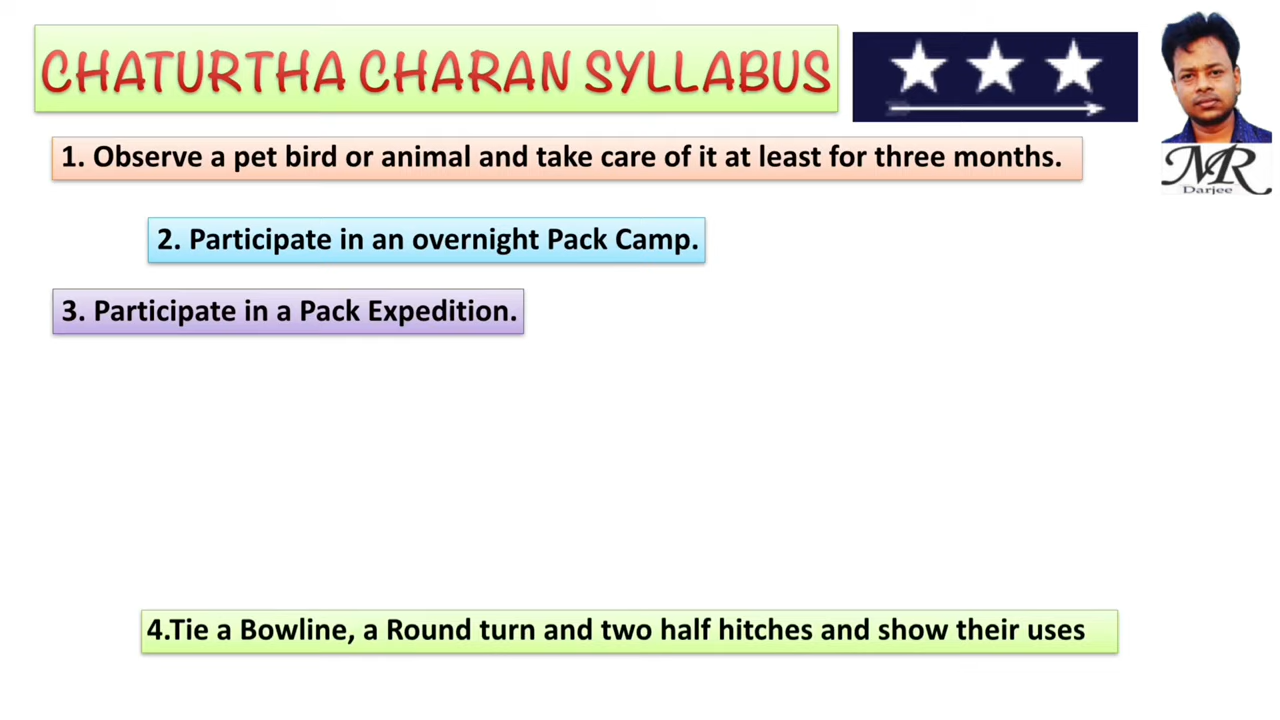 CHATURTHA CHARAN SYLLABUS
MR
Darjee
1. Observe a pet bird or animal and take care of it at least for three months.
2. Participate in an overnight Pack Camp.
3. Participate in a Pack Expedition.
4.Tie a Bowline, a Round turn and two half hitches and show their uses